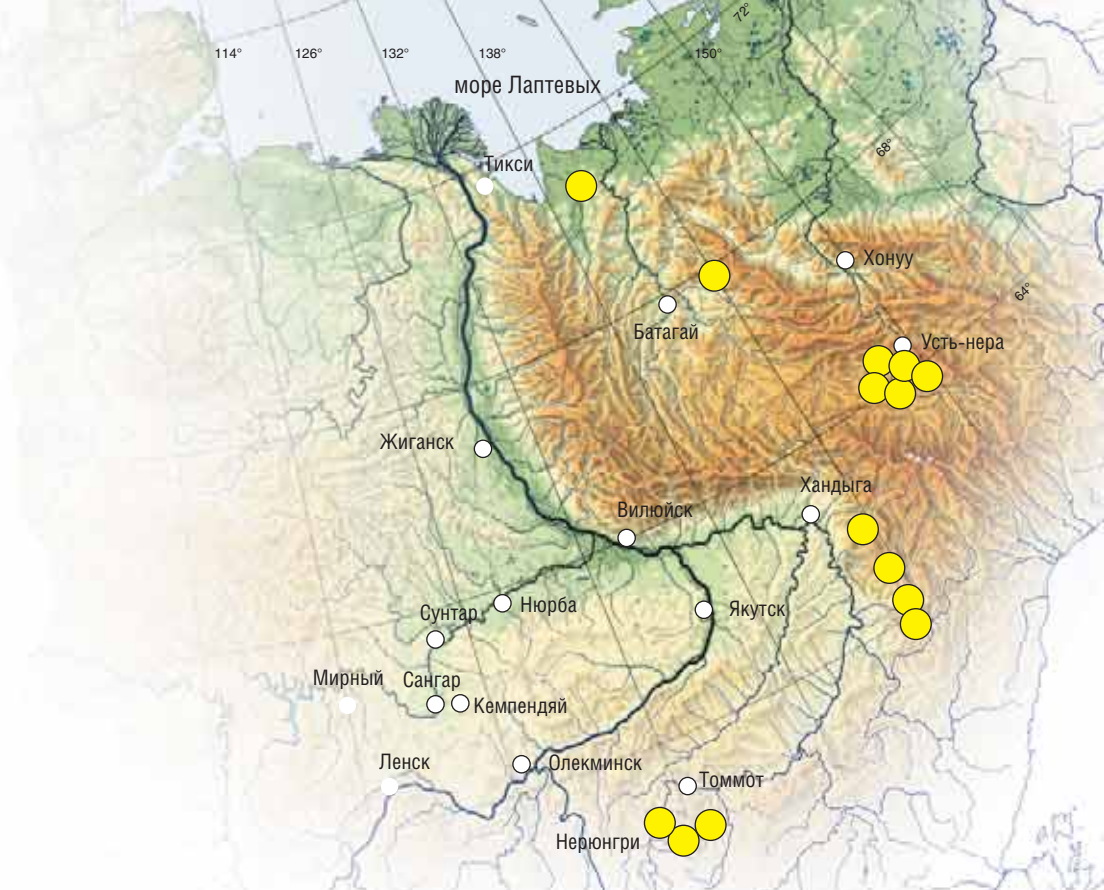 72°
114°
126°
132°
138°
150°
море Лаптевых
68°
Тикси
Хонуу
64°
Батагай
Усть-нера
Жиганск
Хандыга
Вилюйск
Нюрба
Сунтар
Якутск
Мирный
Сангар
Кемпендяй
Ленск
Олекминск
Томмот
Нерюнгри